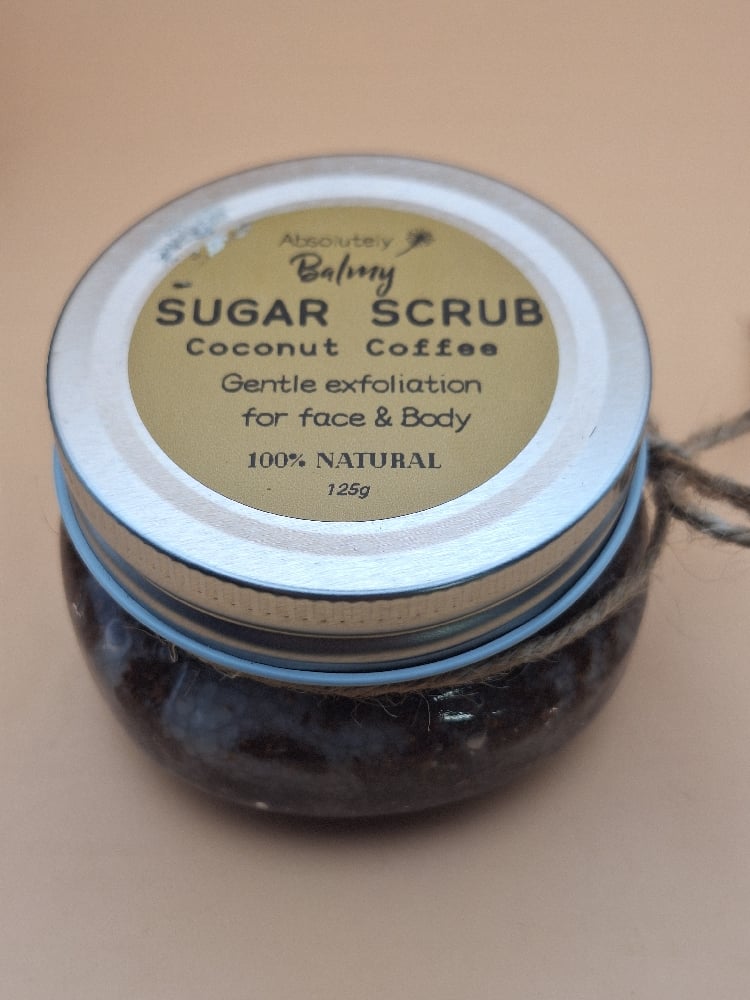 Absolutely
Balmy
SUGAR SCRUB
Coconut Coffee
Gentle exfoliation
for face & Body
100% NATURAL
125g